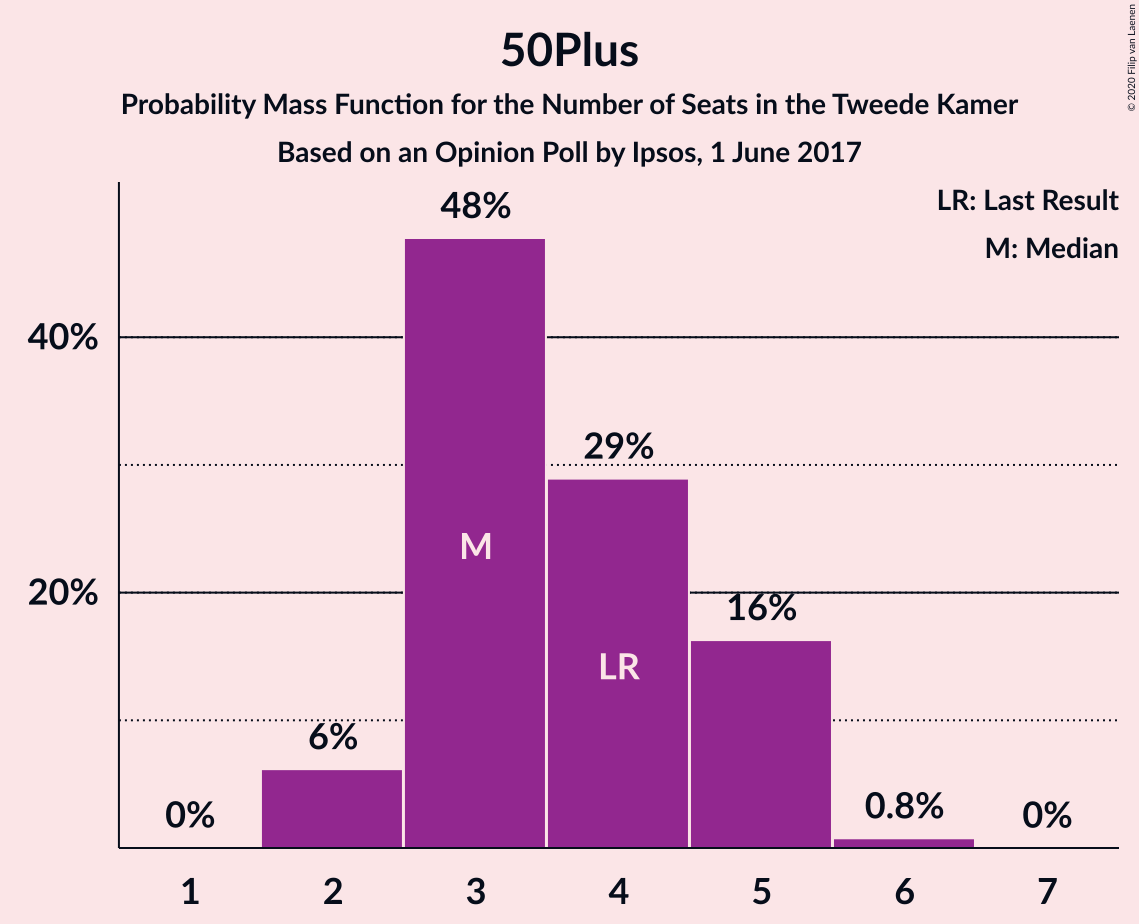 50Plus
Probability Mass Function for the Number of Seats in the Tweede Kamer
Based on an Opinion Poll by Ipsos, 1 June 2017
© 2020 Filip van Laenen
LR: Last Result
M: Median
48%
40%
29%
M
20%
16%
LR
6%
0%
0.8%
0%
1 2 3 4 5 6 7